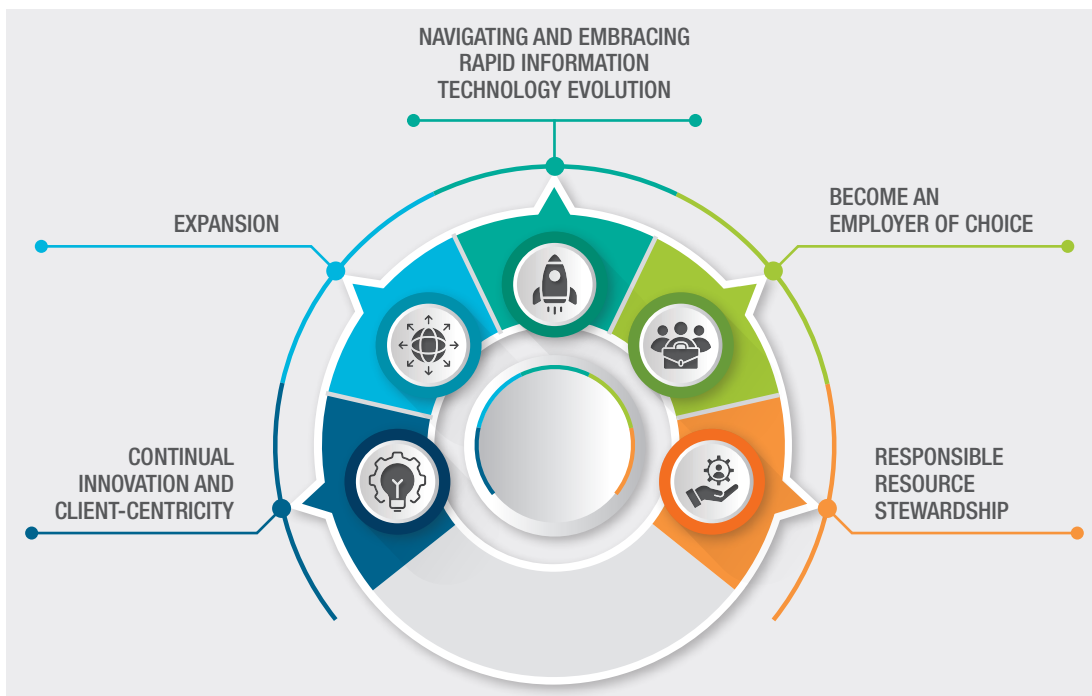 NAVIGATING AND EMBRACING
RAPID INFORMATION
TECHNOLOGY EVOLUTION
EXPANSION
BECOME AN
EMPLOYER OF CHOICE
CONTINUAL
INNOVATION AND
CLIENT-CENTRICITY
RESPONSIBLE
RESOURCE
STEWARDSHIP